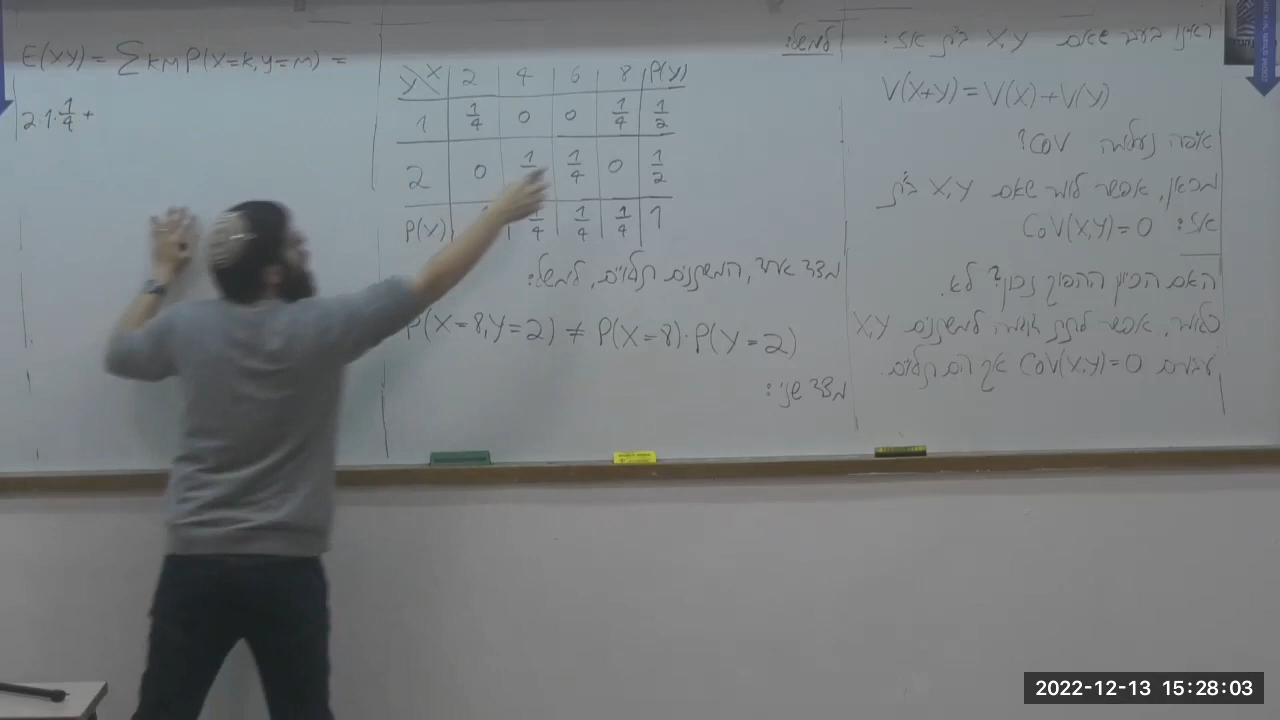 ראינו בעבר שאם X,Y ב"ת אז:
V(X+Y)=V(X)+V(Y)
איפה נעלמה COV?
מכאן, אפשר לומר שאם X,Y ב"ת
אז: COV(X,Y)=0
האם הכיוון ההפוך נכון? לא.
כלומר, אפשר לתת דוגמה למשתנים X,Y
עבורם COV(X,Y)=0 אך הם תלויים.
למשל:
Y X 2 4 6 8 P(Y)
1 1/4 0 0 1/4 1/2
2 0 1 1/4 0 1/2
P(X) 1/4 1/4 1/4 1
מצד אחד, המשתנים תלויים, למשל:
P(X=8,Y=2) ≠ P(X=8)·P(Y=2)
מצד שני:
E(XY) = ∑ k m P(X=k, Y=m) =
2·1·1/4 +
2022-12-13 15:28:03